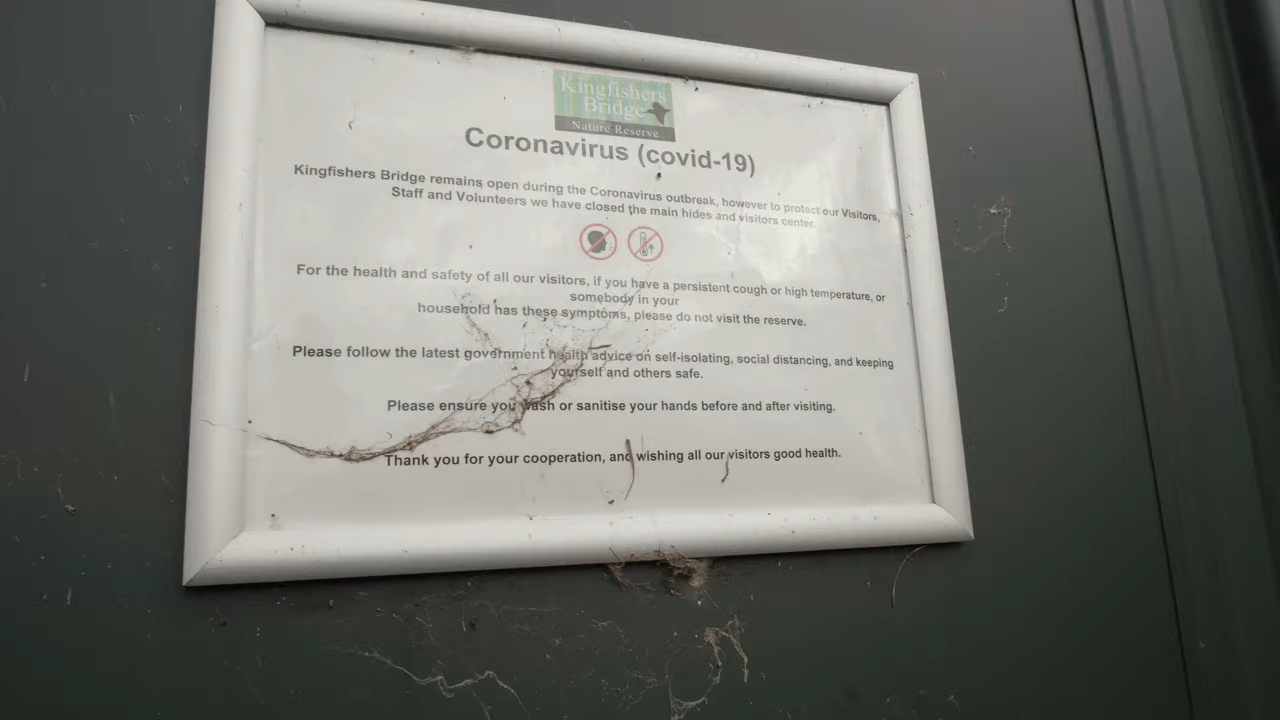 Kingfishers
Bridge
Nature Reserve
Coronavirus (covid-19)
Kingfishers Bridge remains open during the Coronavirus outbreak, however to protect our Visitors,
Staff and Volunteers we have closed the main hides and visitors center.
For the health and safety of all our visitors, if you have a persistent cough or high temperature, or
somebody in your
household has these symptoms, please do not visit the reserve.
Please follow the latest government health advice on self-isolating, social distancing, and keeping
yourself and others safe.
Please ensure you wash or sanitise your hands before and after visiting.
Thank you for your cooperation, and wishing all our visitors good health.